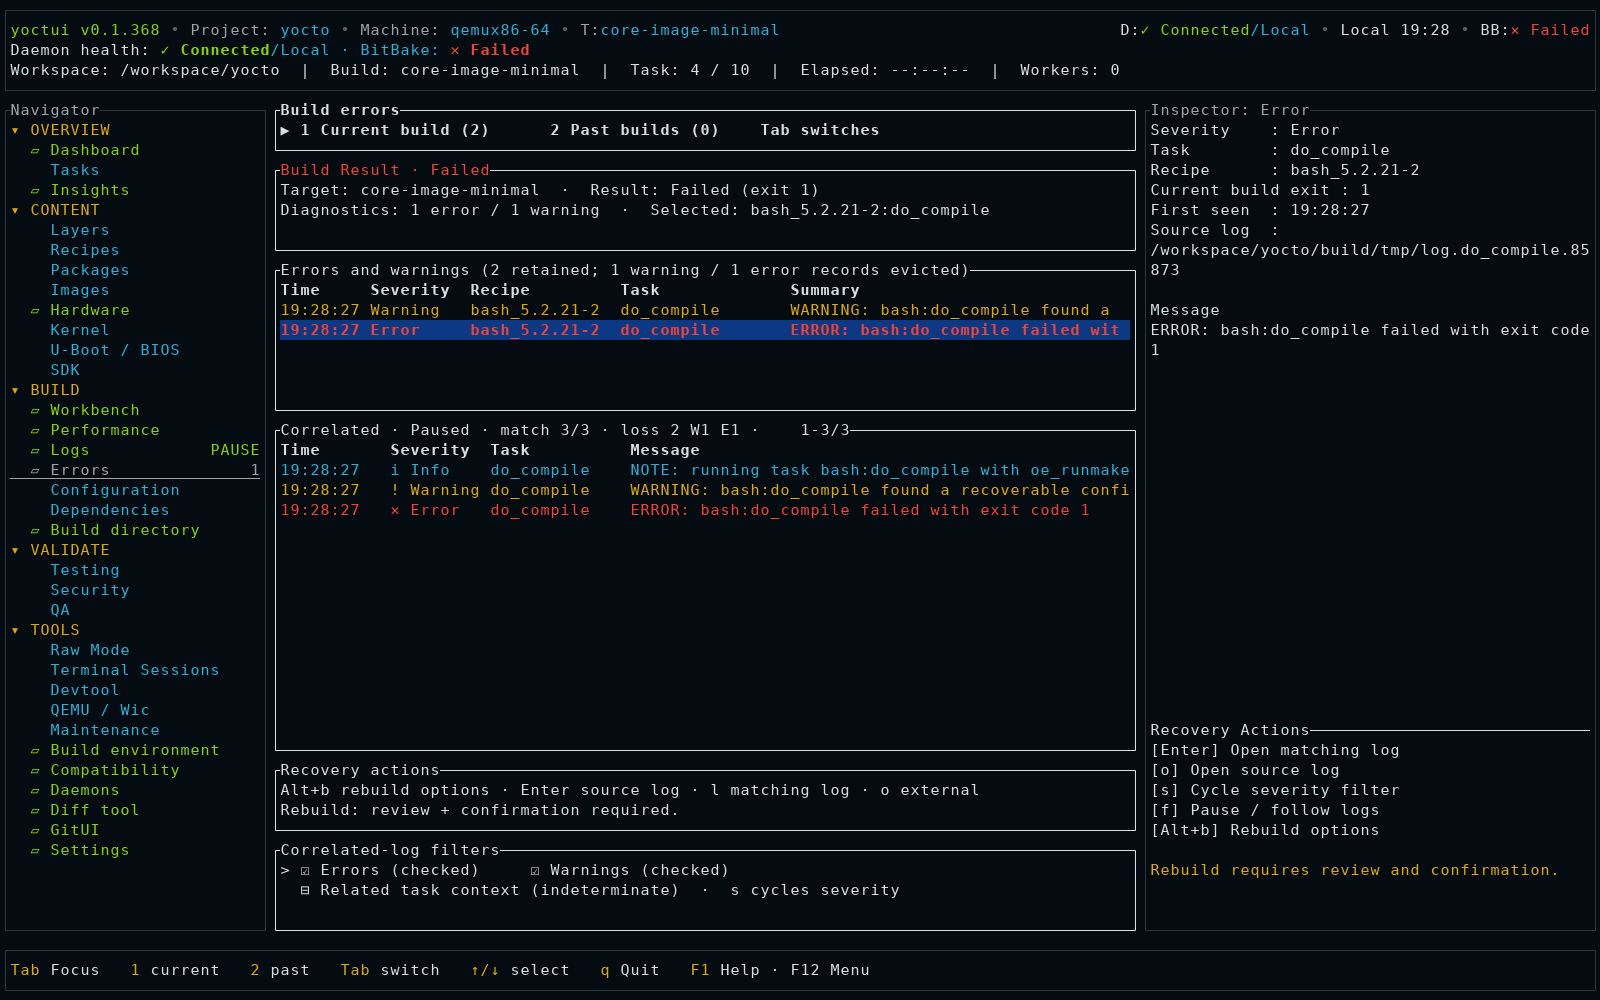 yoctui v0.1.368 • Project: yocto • Machine: qemux86-64 • T:core-image-minimal D:✓ Connected/Local • Local 19:28 • BB:✕ Failed
Daemon health: ✓ Connected/Local · BitBake: ✕ Failed
Workspace: /workspace/yocto | Build: core-image-minimal | Task: 4 / 10 | Elapsed: --:--:-- | Workers: 0
Navigator
▾ OVERVIEW
▱ Dashboard
Tasks
▱ Insights
▾ CONTENT
Layers
Recipes
Packages
Images
▱ Hardware
Kernel
U-Boot / BIOS
SDK
▾ BUILD
▱ Workbench
▱ Performance
▱ Logs PAUSE
▱ Errors 1
Configuration
Dependencies
▱ Build directory
▾ VALIDATE
Testing
Security
QA
▾ TOOLS
Raw Mode
Terminal Sessions
Devtool
QEMU / Wic
Maintenance
▱ Build environment
▱ Compatibility
▱ Daemons
▱ Diff tool
▱ GitUI
▱ Settings
Build errors
▶ 1 Current build (2) 2 Past builds (0) Tab switches
Build Result · Failed
Target: core-image-minimal · Result: Failed (exit 1)
Diagnostics: 1 error / 1 warning · Selected: bash_5.2.21-2:do_compile
Errors and warnings (2 retained; 1 warning / 1 error records evicted)
Time Severity Recipe Task Summary
19:28:27 Warning bash_5.2.21-2 do_compile WARNING: bash:do_compile found a
19:28:27 Error bash_5.2.21-2 do_compile ERROR: bash:do_compile failed wit
Correlated · Paused · match 3/3 · loss 2 W1 E1 · 1-3/3
Time Severity Task Message
19:28:27 i Info do_compile NOTE: running task bash:do_compile with oe_runmake
19:28:27 ! Warning do_compile WARNING: bash:do_compile found a recoverable confi
19:28:27 ✕ Error do_compile ERROR: bash:do_compile failed with exit code 1
Recovery actions
Alt+b rebuild options · Enter source log · l matching log · o external
Rebuild: review + confirmation required.
Correlated-log filters
> ☑ Errors (checked) ☑ Warnings (checked)
⊟ Related task context (indeterminate) · s cycles severity
Inspector: Error
Severity : Error
Task : do_compile
Recipe : bash_5.2.21-2
Current build exit : 1
First seen : 19:28:27
Source log :
/workspace/yocto/build/tmp/log.do_compile.85
873
Message
ERROR: bash:do_compile failed with exit code
1
Recovery Actions
[Enter] Open matching log
[o] Open source log
[s] Cycle severity filter
[f] Pause / follow logs
[Alt+b] Rebuild options
Rebuild requires review and confirmation.
Tab Focus 1 current 2 past Tab switch ↑/↓ select q Quit F1 Help · F12 Menu